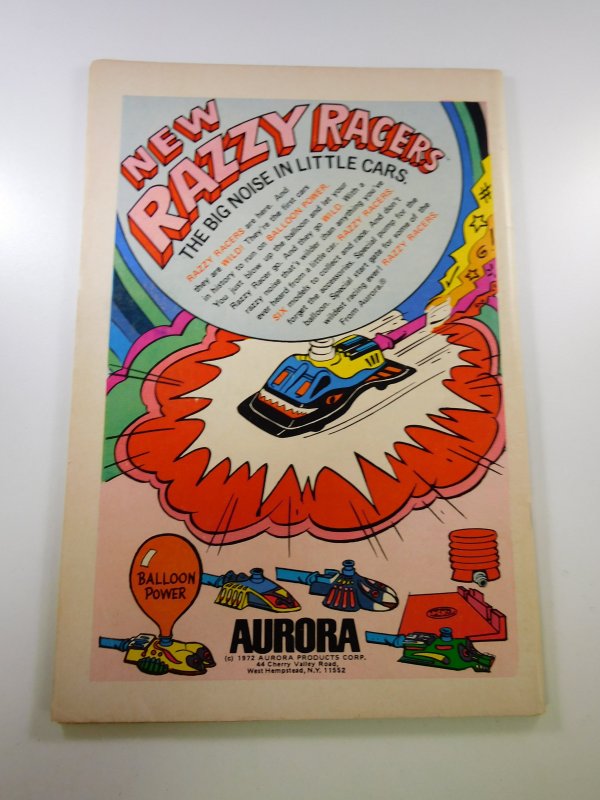 NEW
RAZZY RACERS™
THE BIG NOISE IN LITTLE CARS.
RAZZY RACERS are here. And
they are WILD! They're the first cars
in history to run on BALLOON POWER.
You just blow up the balloon and let your
Razzy Racer go. And they go WILD. With a
razzy noise that's wilder than anything you've
ever heard from a little car. RAZZY RACERS.
SIX models to collect and race. And don't
forget the accessories. Special pump for the
balloon. Special start gate for some of the
wildest racing ever! RAZZY RACERS.
From Aurora®
BALLOON
POWER
AURORA
(c) 1972 AURORA PRODUCTS CORP.
44 Cherry Valley Road,
West Hempstead, N.Y. 11552